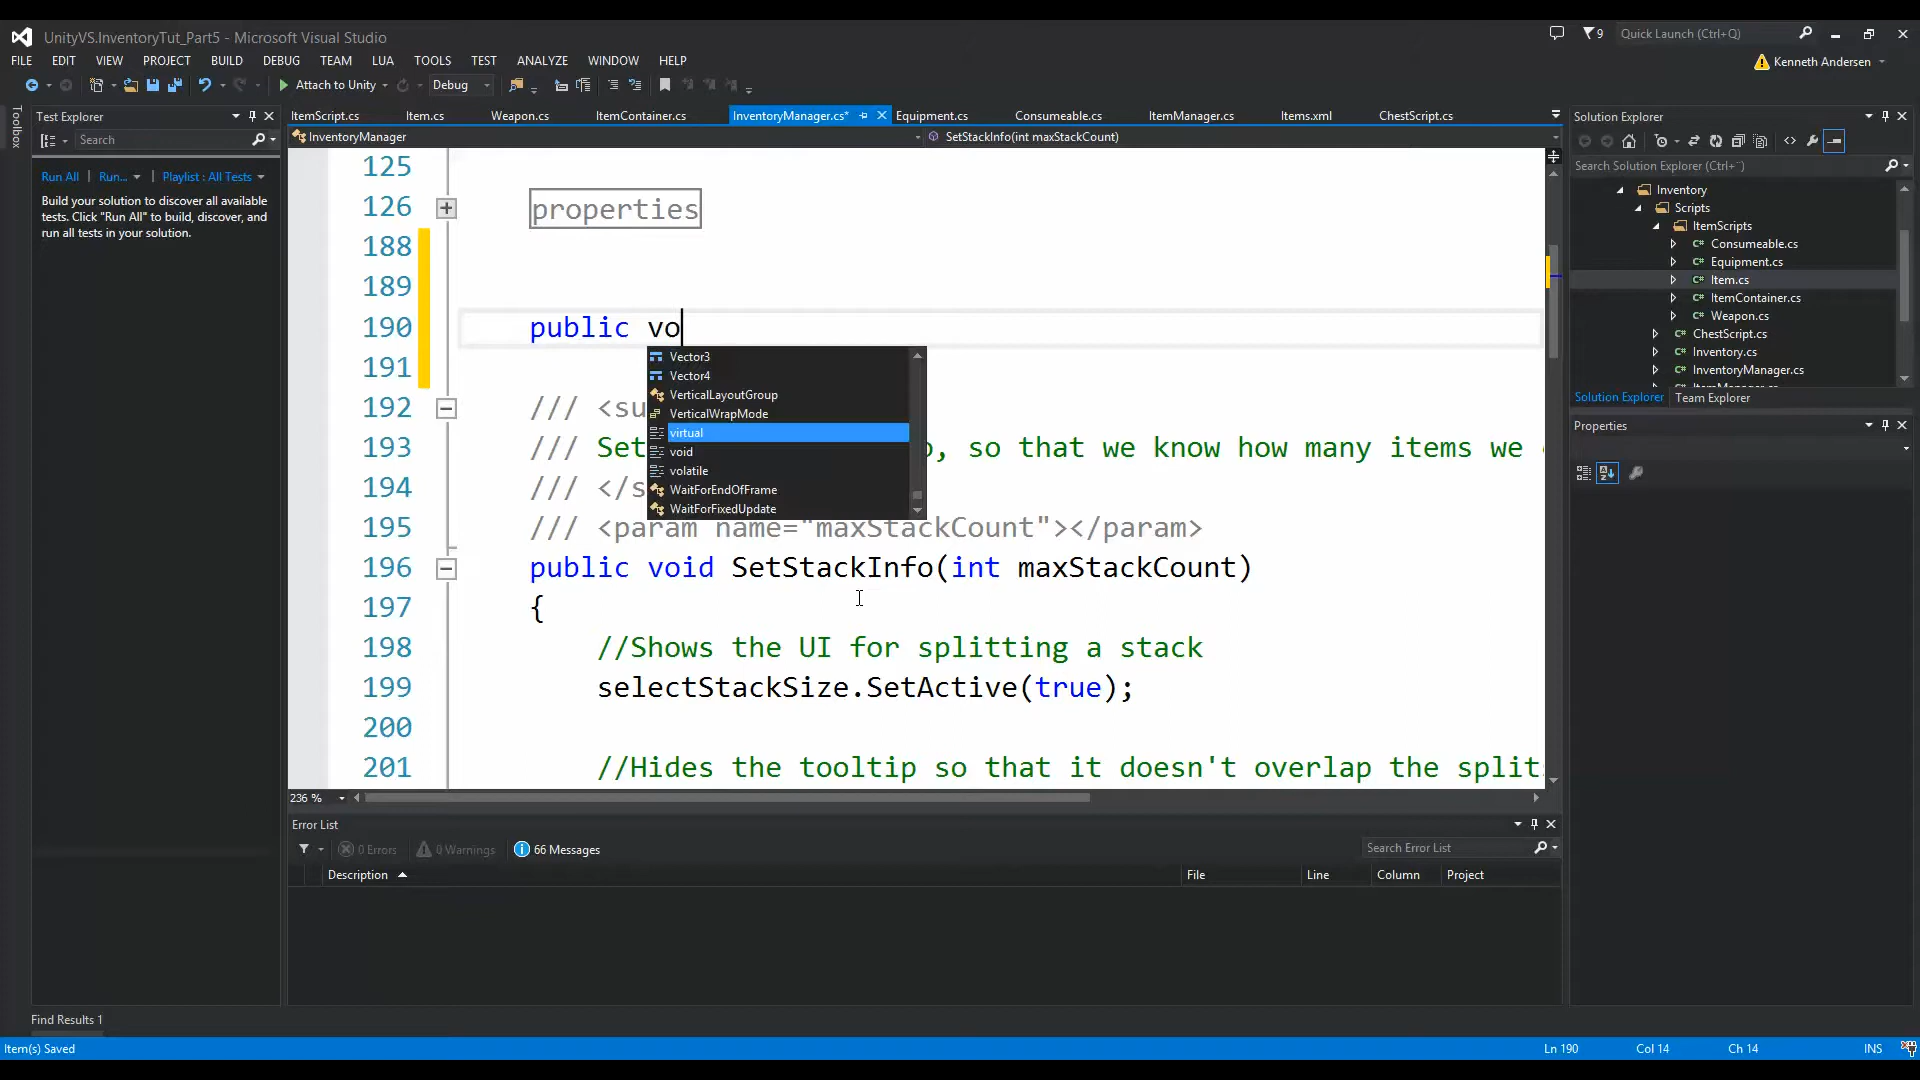 UnityVS.InventoryTut_Part5 - Microsoft Visual Studio
9
Quick Launch (Ctrl+Q)
FILE EDIT VIEW PROJECT BUILD DEBUG TEAM LUA TOOLS TEST ANALYZE WINDOW HELP
Kenneth Andersen
Attach to Unity
Debug
Toolbox
Test Explorer
Search
Run All | Run... Playlist : All Tests
Build your solution to discover all available
tests. Click "Run All" to build, discover, and
run all tests in your solution.
ItemScript.cs Item.cs Weapon.cs ItemContainer.cs InventoryManager.cs* Equipment.cs Consumeable.cs ItemManager.cs Items.xml ChestScript.cs
InventoryManager SetStackInfo(int maxStackCount)
125
126 properties
188
189
190 public vo
191
192 /// <su
193 /// Set , so that we know how many items we
194 /// </s
195 /// <param name="maxStackCount"></param>
196 public void SetStackInfo(int maxStackCount)
197 {
198 //Shows the UI for splitting a stack
199 selectStackSize.SetActive(true);
200
201 //Hides the tooltip so that it doesn't overlap the split
Vector3
Vector4
VerticalLayoutGroup
VerticalWrapMode
virtual
void
volatile
WaitForEndOfFrame
WaitForFixedUpdate
236 %
Error List
0 Errors 0 Warnings 66 Messages
Search Error List
Description File Line Column Project
Solution Explorer
Search Solution Explorer (Ctrl+¨)
Inventory
Scripts
ItemScripts
C# Consumeable.cs
C# Equipment.cs
C# Item.cs
C# ItemContainer.cs
C# Weapon.cs
C# ChestScript.cs
C# Inventory.cs
C# InventoryManager.cs
C# ItemManager.cs
Solution Explorer Team Explorer
Properties
Find Results 1
Item(s) Saved
Ln 190 Col 14 Ch 14 INS